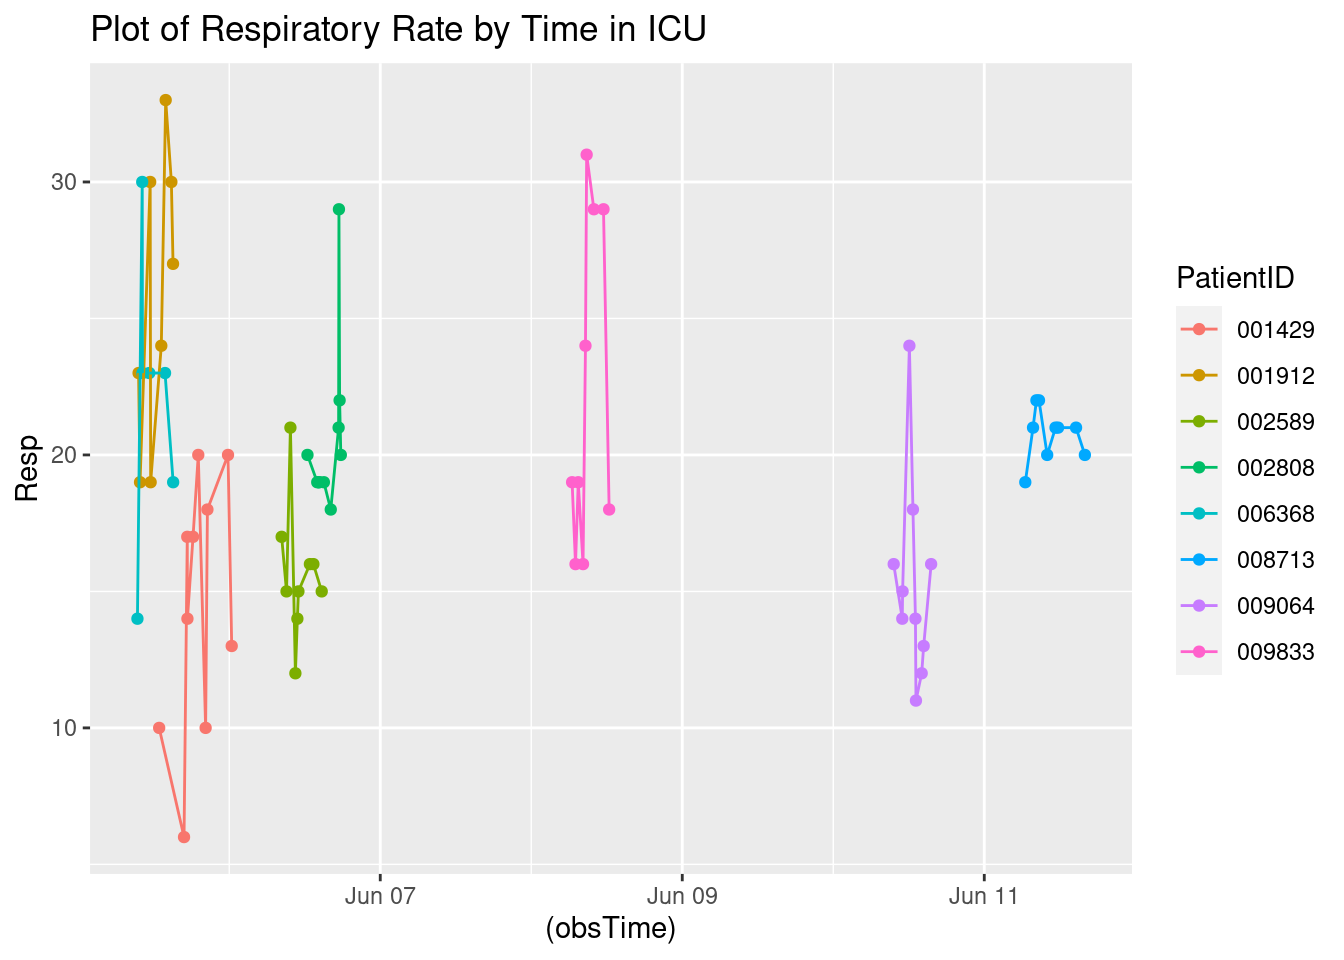 Plot of Respiratory Rate by Time in ICU
30
20
10
Resp
Jun 07
Jun 09
Jun 11
(obsTime)
PatientID
001429
001912
002589
002808
006368
008713
009064
009833